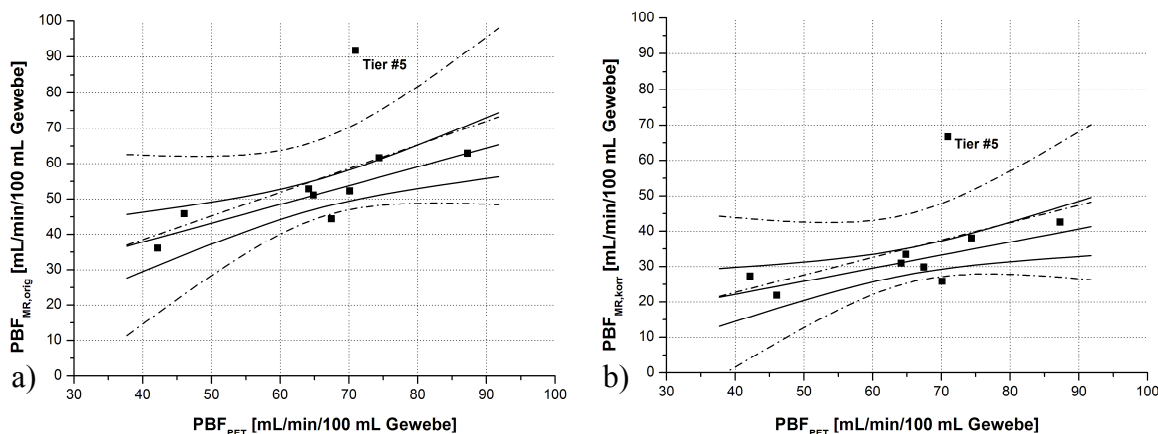 100
90
80
70
60
50
40
30
20
10
0
PBF_MR,orig [mL/min/100 mL Gewebe]
Tier #5
30 40 50 60 70 80 90 100
PBF_PET [mL/min/100 mL Gewebe]
a)
100
90
80
70
60
50
40
30
20
10
0
PBF_MR,korr [mL/min/100 mL Gewebe]
Tier #5
30 40 50 60 70 80 90 100
PBF_PET [mL/min/100 mL Gewebe]
b)